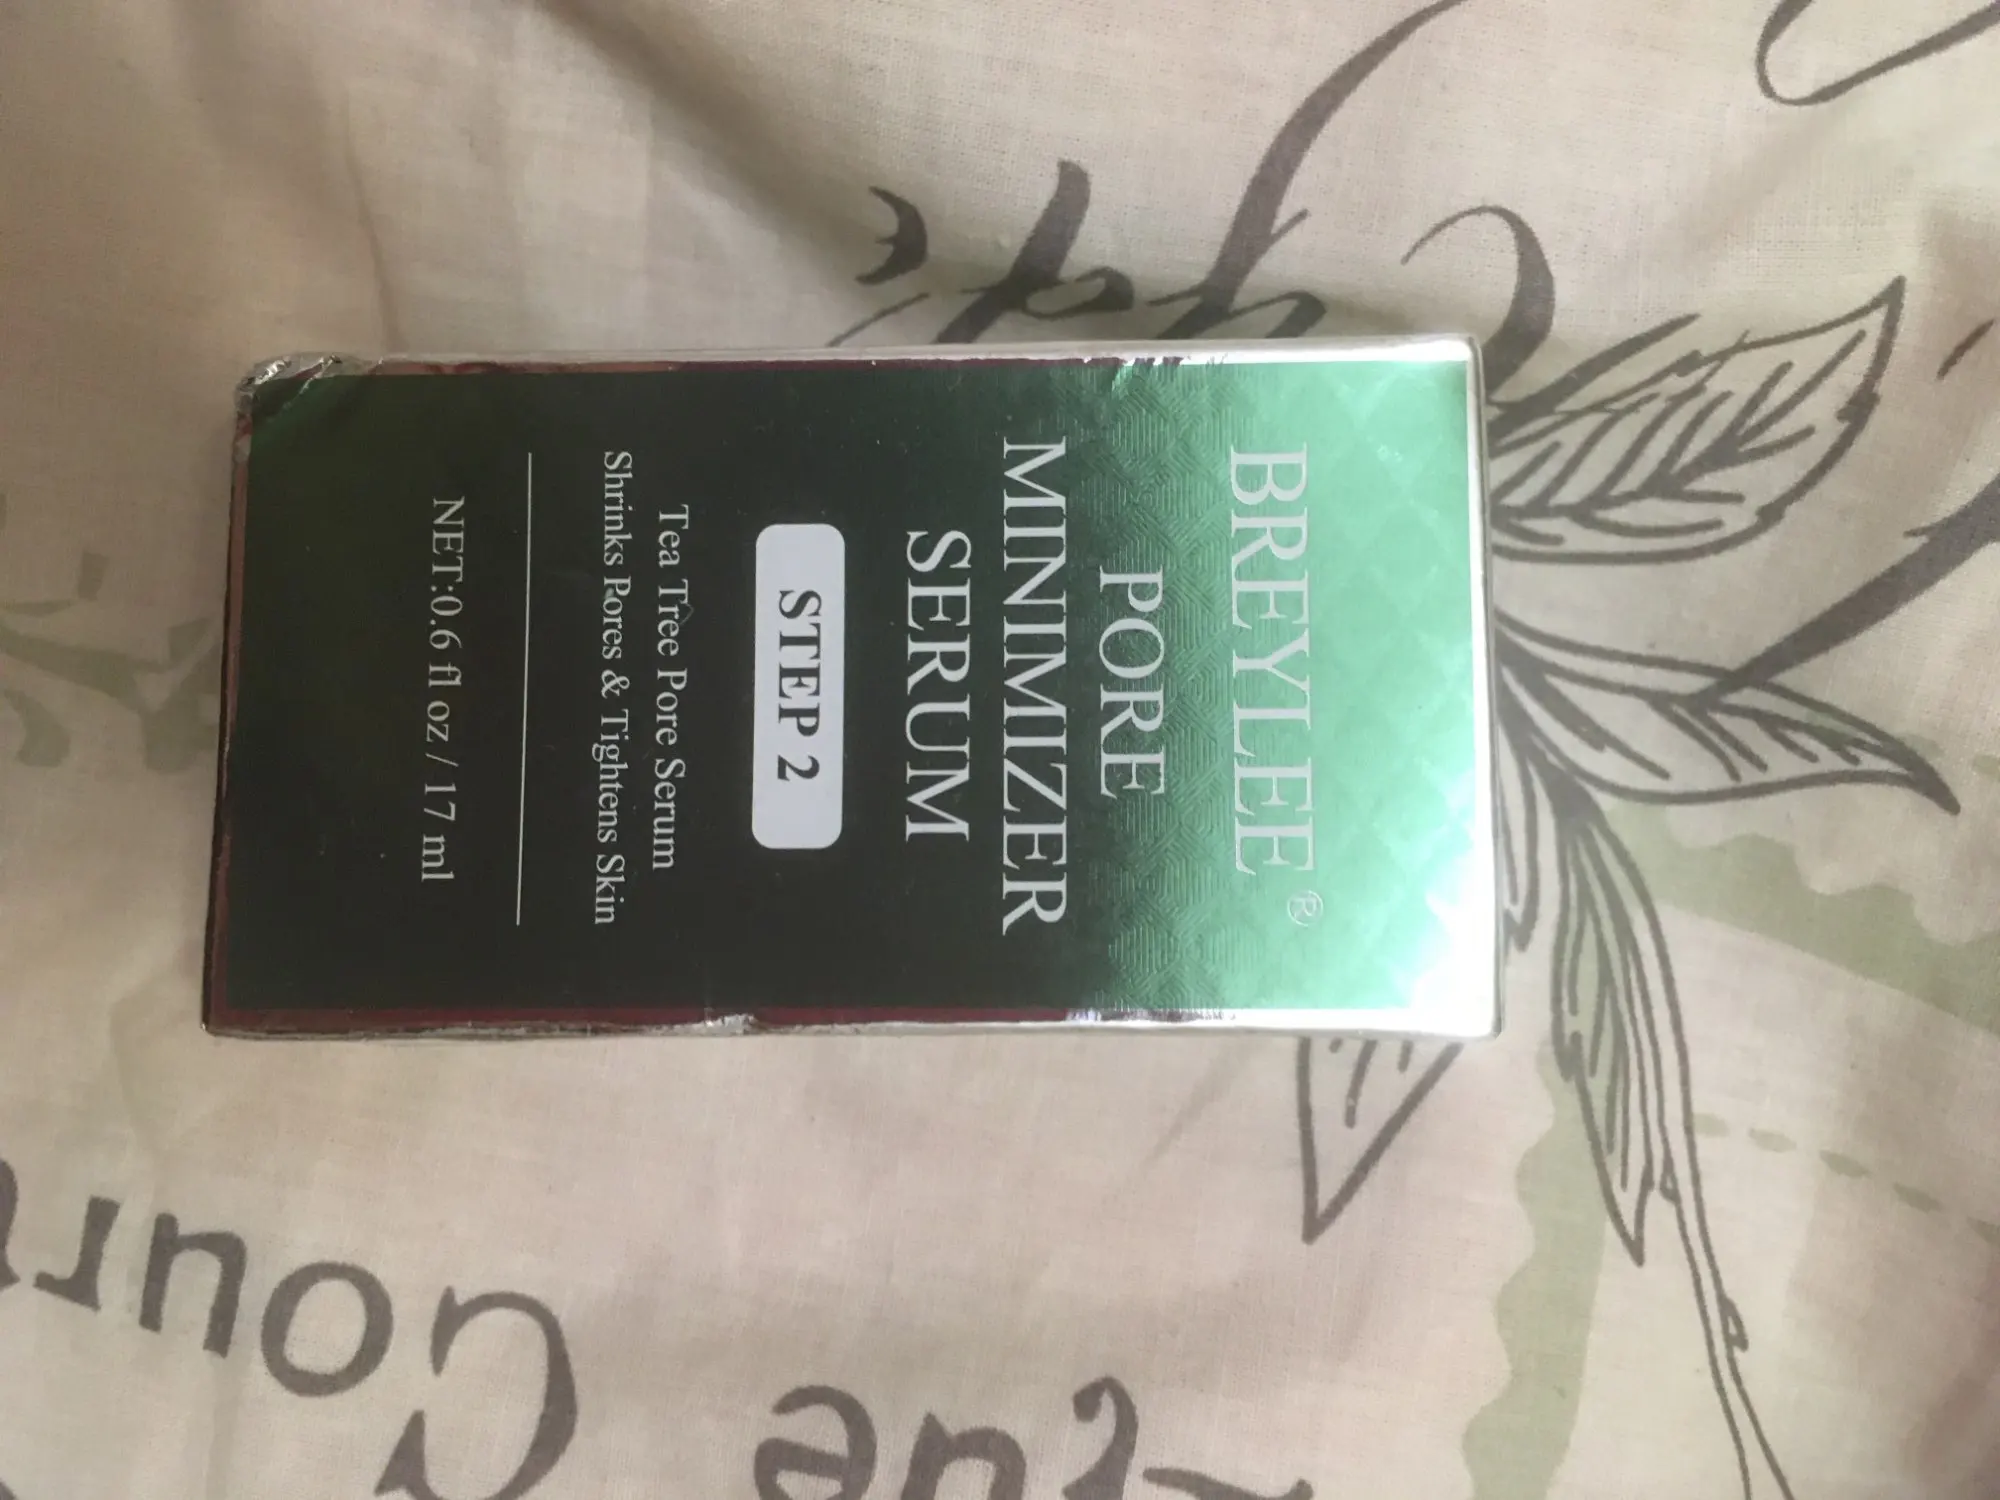 BREYLEE®
PORE
MINIMIZER
SERUM
STEP 2
Tea Tree Pore Serum
Shrinks Pores & Tightens Skin
NET:0.6 fl oz / 17 ml